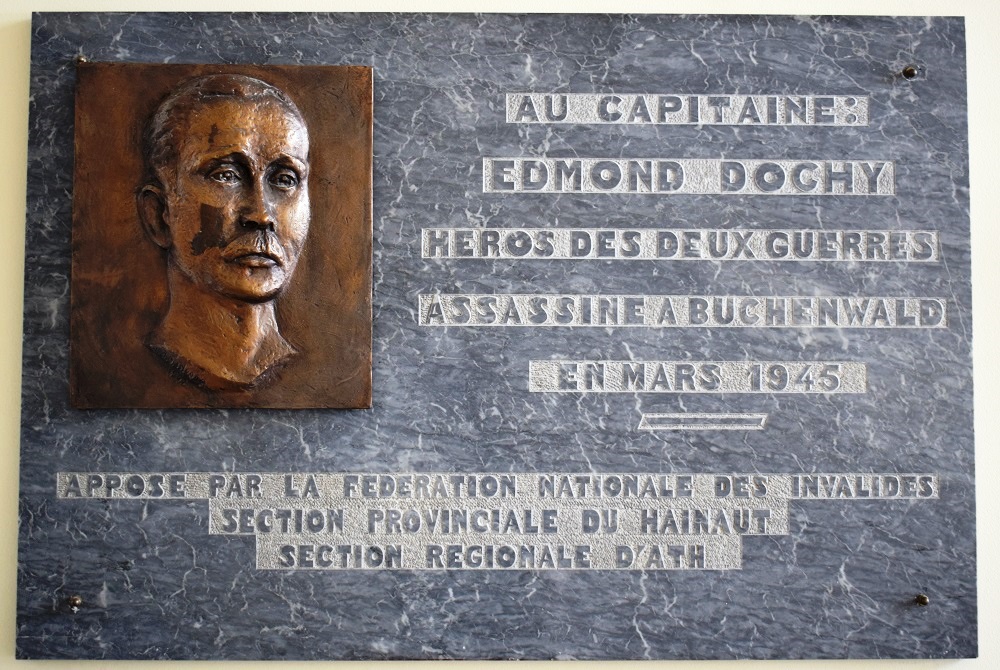 AU CAPITAINE:
EDMOND DOCHY
HEROS DES DEUX GUERRES
ASSASSINE A BUCHENWALD
EN MARS 1945
APPOSE PAR LA FEDERATION NATIONALE DES INVALIDES
SECTION PROVINCIALE DU HAINAUT
SECTION REGIONALE D'ATH